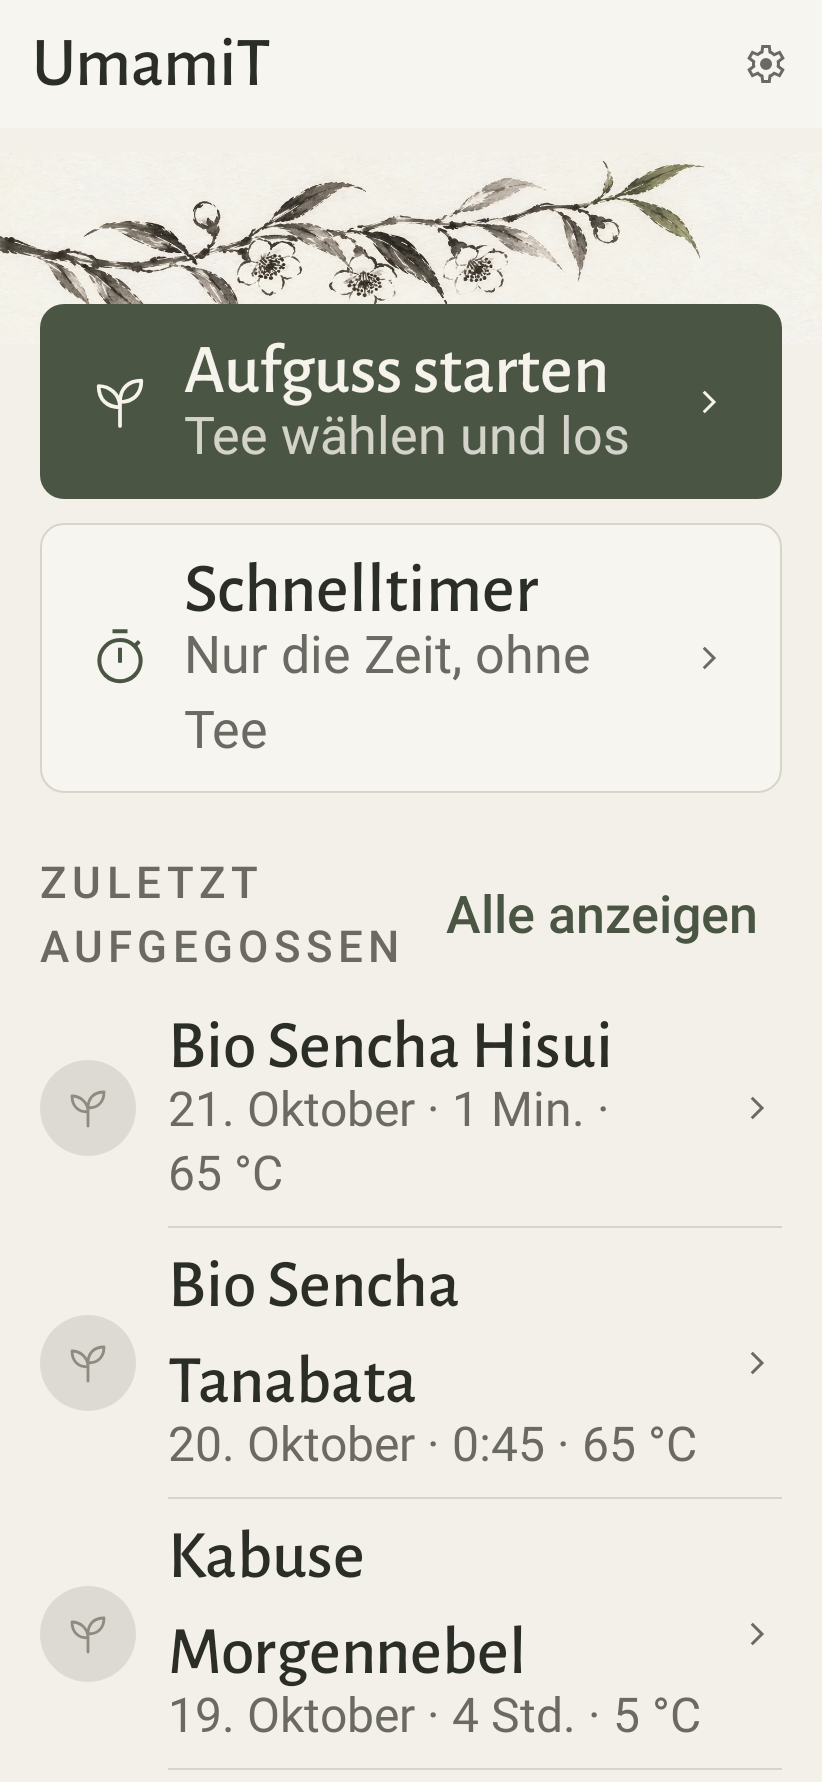 UmamiT
Aufguss starten
Tee wählen und los
Schnelltimer
Nur die Zeit, ohne
Tee
ZULETZT
AUFGEGOSSEN
Alle anzeigen
Bio Sencha Hisui
21. Oktober · 1 Min. ·
65 °C
Bio Sencha
Tanabata
20. Oktober · 0:45 · 65 °C
Kabuse
Morgennebel
19. Oktober · 4 Std. · 5 °C